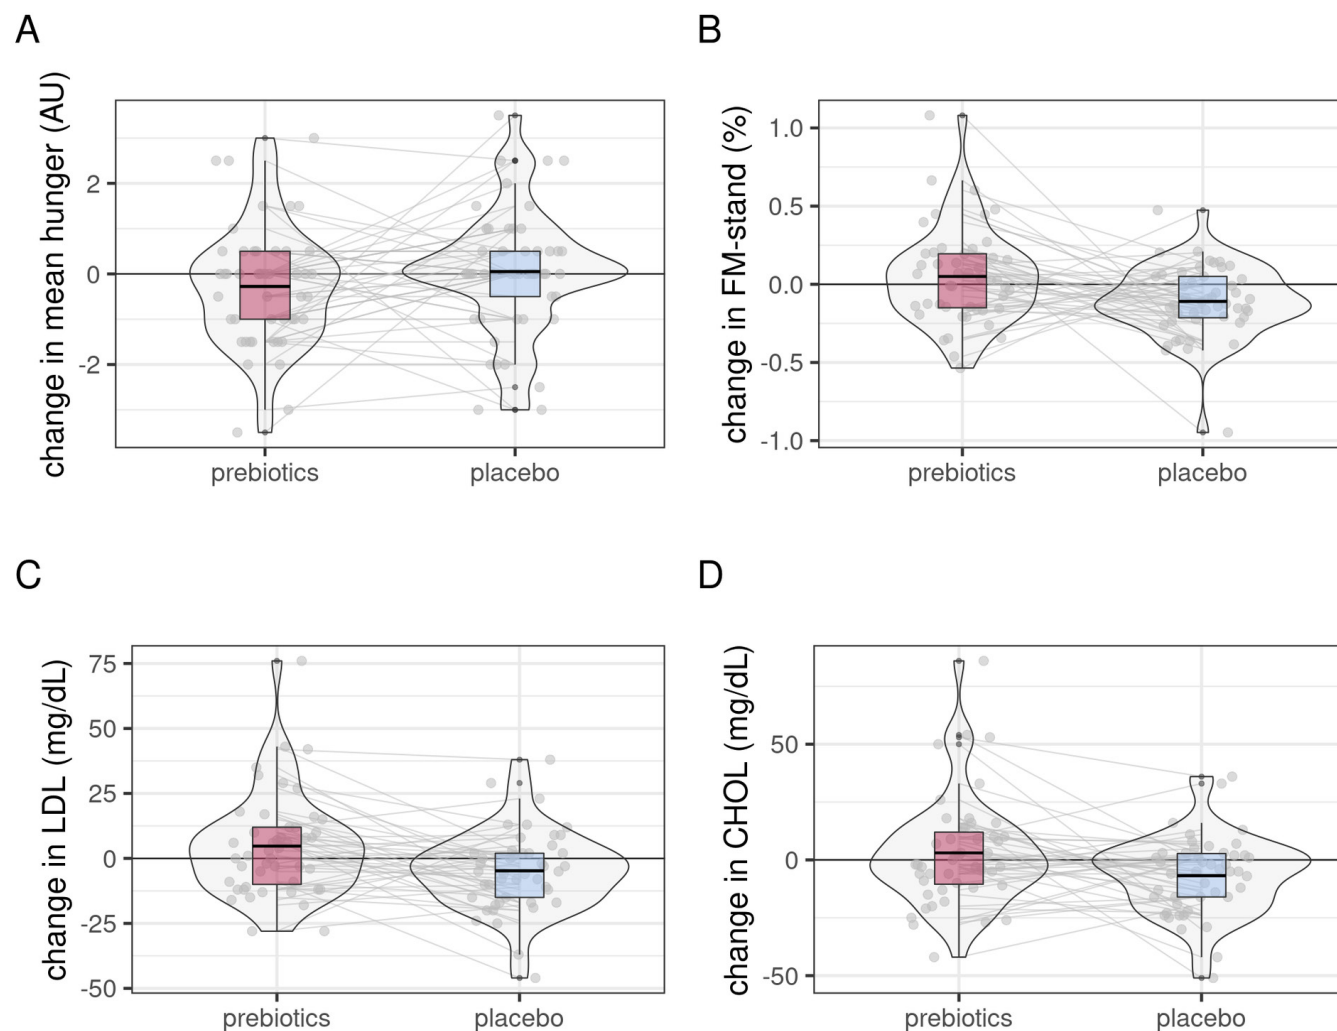 A
change in mean hunger (AU)
2
0
-2
prebiotics placebo
B
change in FM-stand (%)
1.0
0.5
0.0
-0.5
-1.0
prebiotics placebo
C
change in LDL (mg/dL)
75
50
25
0
-25
-50
prebiotics placebo
D
change in CHOL (mg/dL)
50
0
-50
prebiotics placebo